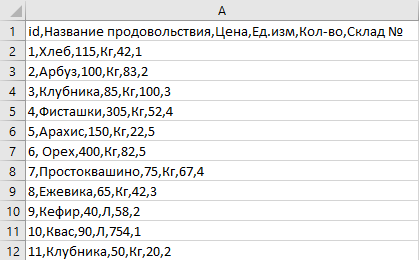 A
1 id,Название продовольствия,Цена,Ед.изм,Кол-во,Склад №
2 1,Хлеб,115,Кг,42,1
3 2,Арбуз,100,Кг,83,2
4 3,Клубника,85,Кг,100,3
5 4,Фисташки,305,Кг,52,4
6 5,Арахис,150,Кг,22,5
7 6, Орех,400,Кг,82,5
8 7,Простоквашино,75,Кг,67,4
9 8,Ежевика,65,Кг,42,3
10 9,Кефир,40,Л,58,2
11 10,Квас,90,Л,754,1
12 11,Клубника,50,Кг,20,2